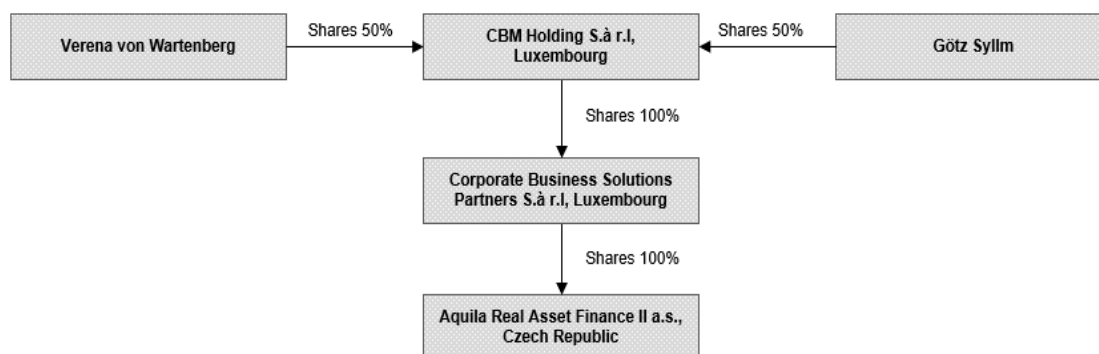 Verena von Wartenberg
Shares 50%
CBM Holding S.à r.l,
Luxembourg
Shares 50%
Götz Syllm
Shares 100%
Corporate Business Solutions
Partners S.à r.l, Luxembourg
Shares 100%
Aquila Real Asset Finance II a.s.,
Czech Republic